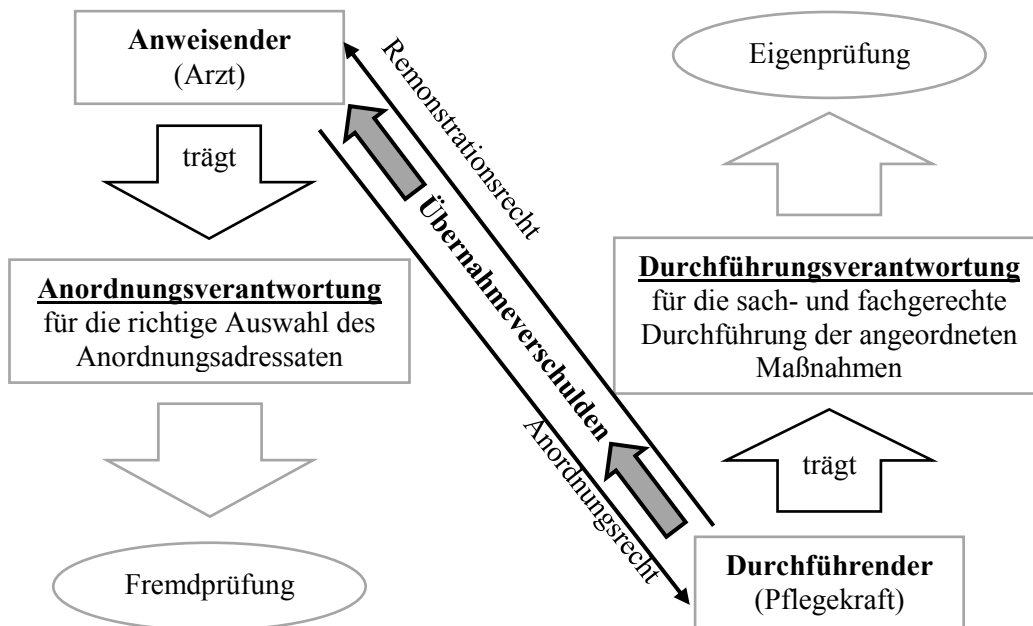 Anweisender
(Arzt)
trägt
Anordnungsverantwortung
für die richtige Auswahl des
Anordnungsadressaten
Fremdprüfung
Remonstrationsrecht
Übernahmeverschulden
Anordnungsrecht
Eigenprüfung
Durchführungsverantwortung
für die sach- und fachgerechte
Durchführung der angeordneten
Maßnahmen
trägt
Durchführender
(Pflegekraft)